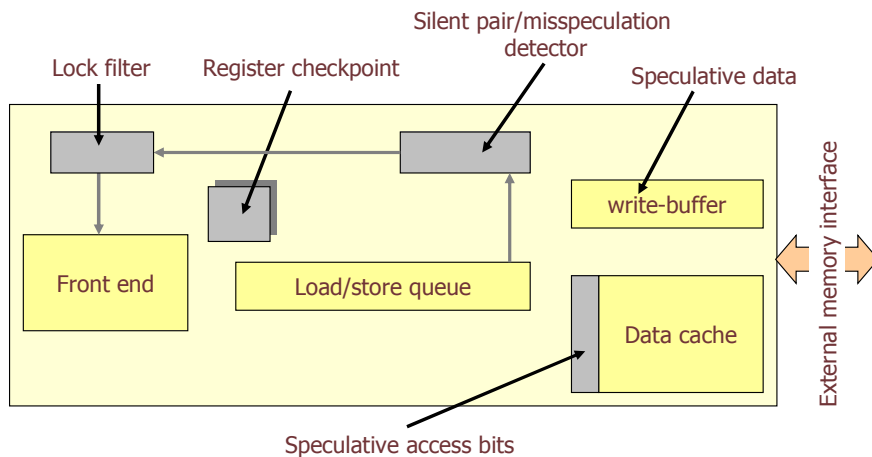 Silent pair/misspeculation
detector
Lock filter
Register checkpoint
Speculative data
write-buffer
External memory interface
Front end
Load/store queue
Data cache
Speculative access bits